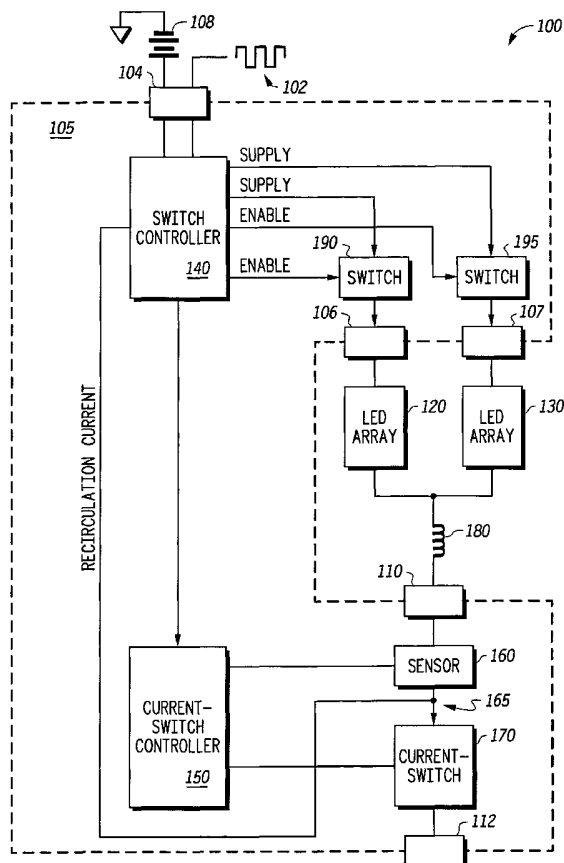 108
100
104
102
105
SUPPLY
SUPPLY
SWITCH
CONTROLLER
140
ENABLE
190
195
ENABLE
SWITCH
SWITCH
106
107
LED
ARRAY
120
LED
ARRAY
130
RECIRCULATION CURRENT
180
110
SENSOR
160
165
CURRENT-
SWITCH
CONTROLLER
150
CURRENT-
SWITCH
170
112